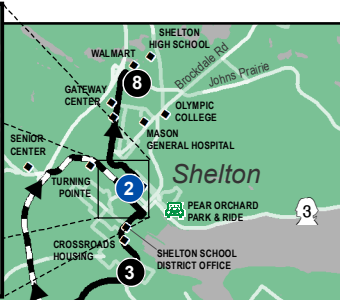 SHELTON
HIGH SCHOOL
WALMART
Brockdale Rd
Johns Prairie
8
GATEWAY
CENTER
OLYMPIC
COLLEGE
MASON
GENERAL HOSPITAL
SENIOR
CENTER
Shelton
TURNING
POINTE
2
PEAR ORCHARD
PARK & RIDE
3
CROSSROADS
HOUSING
SHELTON SCHOOL
DISTRICT OFFICE
3